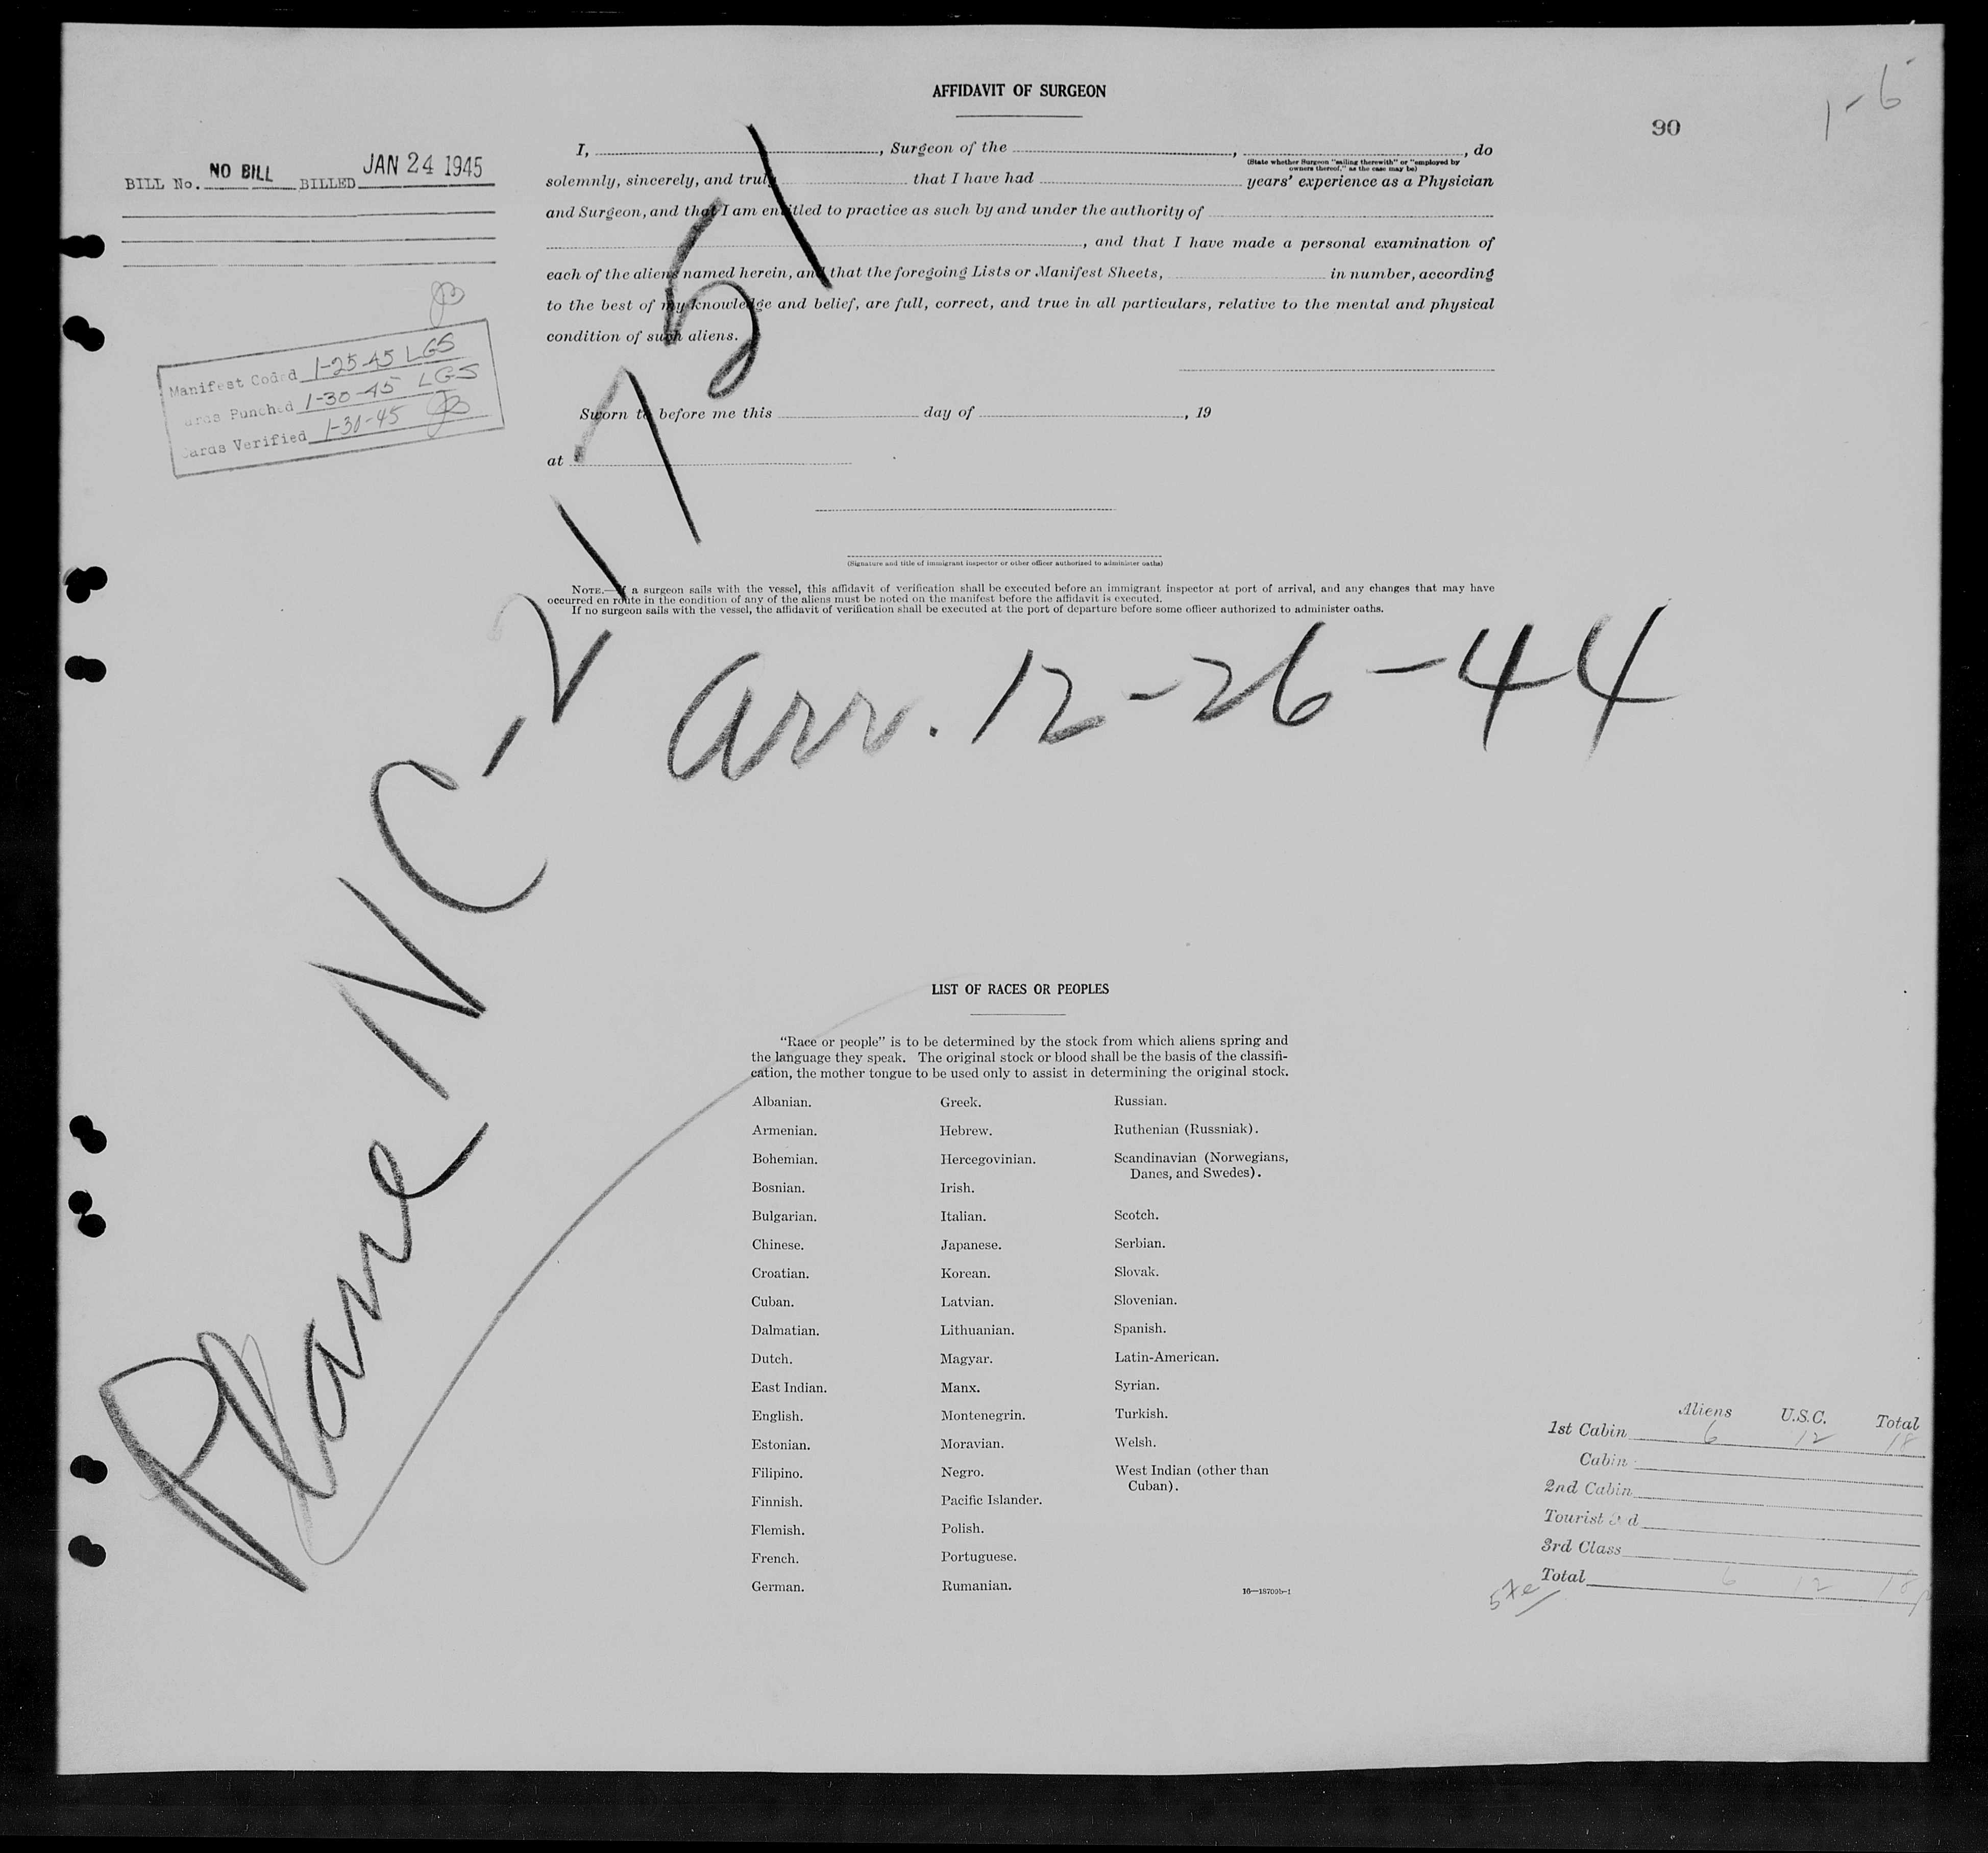 AFFIDAVIT OF SURGEON
1-6
90
BILL No. NO BILL BILLED JAN 24 1945
I, , Surgeon of the , , do
(State whether Surgeon "sailing therewith" or "employed by
owners thereof," as the case may be)
solemnly, sincerely, and truly that I have had years' experience as a Physician
and Surgeon, and that I am entitled to practice as such by and under the authority of
, and that I have made a personal examination of
each of the aliens named herein, and that the foregoing Lists or Manifest Sheets, in number, according
to the best of my knowledge and belief, are full, correct, and true in all particulars, relative to the mental and physical
condition of such aliens.
Manifest Coded 1-25-45 LGS
Cards Punched 1-30-45 LGS
Cards Verified 1-30-45
Sworn to before me this day of , 19
at
(Signature and title of immigrant inspector or other officer authorized to administer oaths)
NOTE.—If a surgeon sails with the vessel, this affidavit of verification shall be executed before an immigrant inspector at port of arrival, and any changes that may have
occurred en route in the condition of any of the aliens must be noted on the manifest before the affidavit is executed.
If no surgeon sails with the vessel, the affidavit of verification shall be executed at the port of departure before some officer authorized to administer oaths.
Plane NC-21751
arr. 12-26-44
LIST OF RACES OR PEOPLES
"Race or people" is to be determined by the stock from which aliens spring and
the language they speak. The original stock or blood shall be the basis of the classifi-
cation, the mother tongue to be used only to assist in determining the original stock.
Albanian.
Armenian.
Bohemian.
Bosnian.
Bulgarian.
Chinese.
Croatian.
Cuban.
Dalmatian.
Dutch.
East Indian.
English.
Estonian.
Filipino.
Finnish.
Flemish.
French.
German.
Greek.
Hebrew.
Hercegovinian.
Irish.
Italian.
Japanese.
Korean.
Latvian.
Lithuanian.
Magyar.
Manx.
Montenegrin.
Moravian.
Negro.
Pacific Islander.
Polish.
Portuguese.
Rumanian.
Russian.
Ruthenian (Russniak).
Scandinavian (Norwegians,
Danes, and Swedes).
Scotch.
Serbian.
Slovak.
Slovenian.
Spanish.
Latin-American.
Syrian.
Turkish.
Welsh.
West Indian (other than
Cuban).
16—18700b-1
Aliens U.S.C. Total
1st Cabin 6 12 18
Cabin
2nd Cabin
Tourist 3d
3rd Class
Total 6 12 18